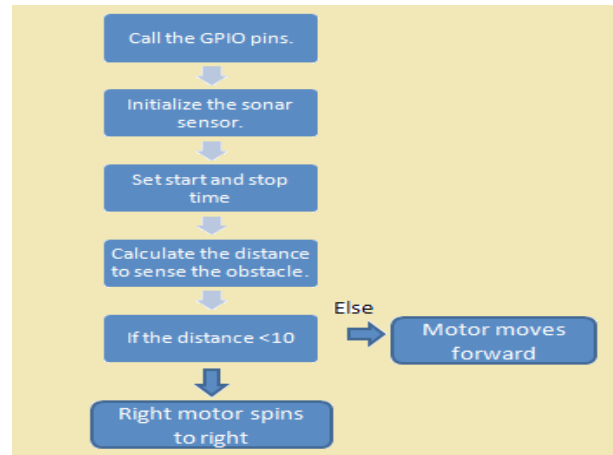 Call the GPIO pins.
Initialize the sonar
sensor.
Set start and stop
time
Calculate the distance
to sense the obstacle.
If the distance <10
Else
Motor moves
forward
Right motor spins
to right